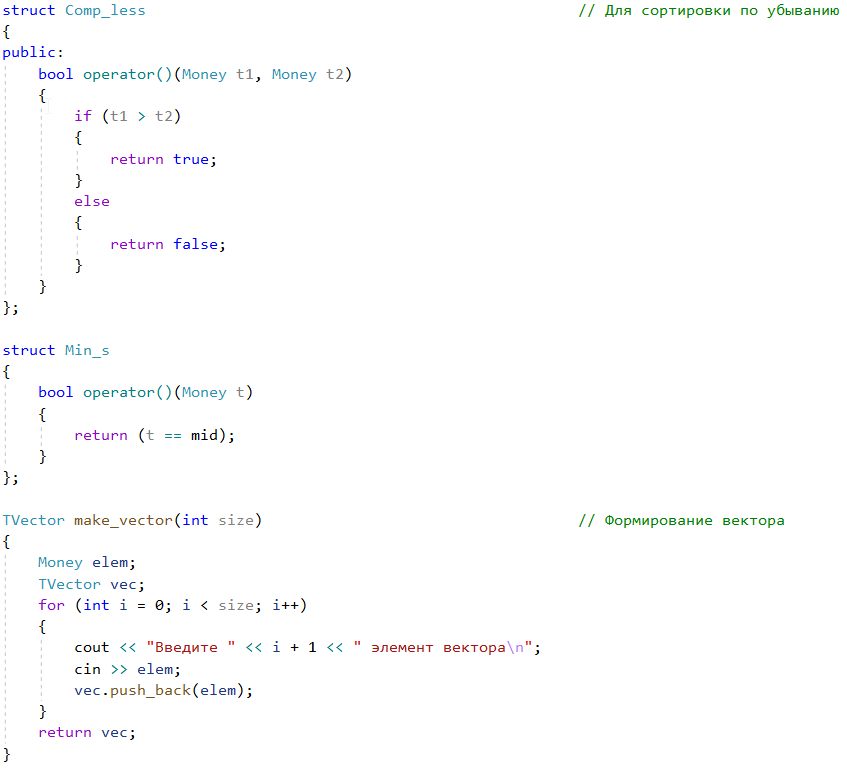 struct Comp_less // Для сортировки по убыванию
{
public:
    bool operator()(Money t1, Money t2)
    {
        if (t1 > t2)
        {
            return true;
        }
        else
        {
            return false;
        }
    }
};

struct Min_s
{
    bool operator()(Money t)
    {
        return (t == mid);
    }
};

TVector make_vector(int size) // Формирование вектора
{
    Money elem;
    TVector vec;
    for (int i = 0; i < size; i++)
    {
        cout << "Введите " << i + 1 << " элемент вектора\n";
        cin >> elem;
        vec.push_back(elem);
    }
    return vec;
}